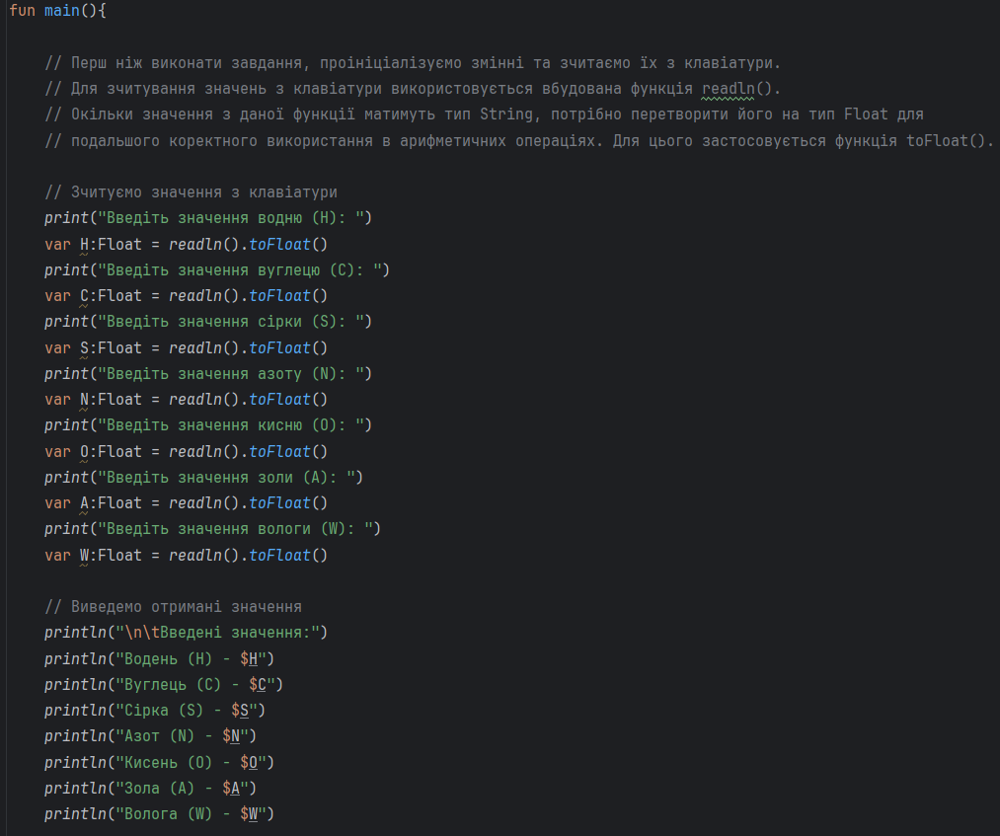 fun main(){
// Перш ніж виконати завдання, проініціалізуємо змінні та зчитаємо їх з клавіатури.
// Для зчитування значень з клавіатури використовується вбудована функція readln().
// Окільки значення з даної функції матимуть тип String, потрібно перетворити його на тип Float для
// подальшого коректного використання в арифметичних операціях. Для цього застосовується функція toFloat().
// Зчитуємо значення з клавіатури
print("Введіть значення водню (H): ")
var H:Float = readln().toFloat()
print("Введіть значення вуглецю (C): ")
var C:Float = readln().toFloat()
print("Введіть значення сірки (S): ")
var S:Float = readln().toFloat()
print("Введіть значення азоту (N): ")
var N:Float = readln().toFloat()
print("Введіть значення кисню (O): ")
var O:Float = readln().toFloat()
print("Введіть значення золи (A): ")
var A:Float = readln().toFloat()
print("Введіть значення вологи (W): ")
var W:Float = readln().toFloat()
// Виведемо отримані значення
println("\n\tВведені значення:")
println("Водень (H) - $H")
println("Вуглець (C) - $C")
println("Сірка (S) - $S")
println("Азот (N) - $N")
println("Кисень (O) - $O")
println("Зола (A) - $A")
println("Волога (W) - $W")